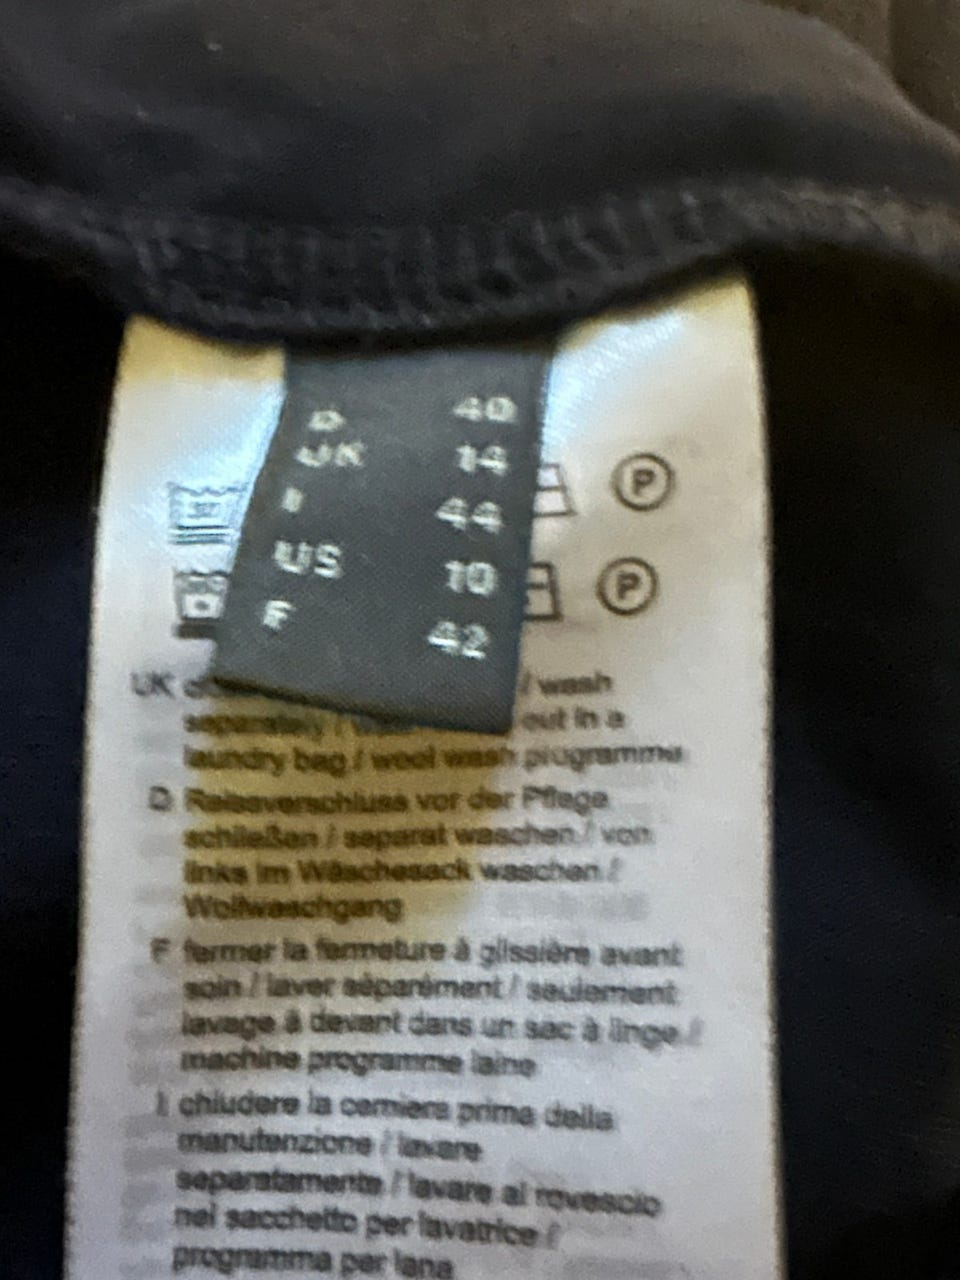 D 40
UK 14
I 44
US 10
F 42
P
P
UK / wash
separately / out in a
laundry bag / wool wash programme
D Reissverschluss vor der Pflege
schließen / separat waschen / von
links im Wäschesack waschen /
Wollwaschgang
F fermer la fermeture à glissière avant
soin / laver séparément / seulement
lavage à devant dans un sac à linge /
machine programme laine
I chiudere la cerniera prima della
manutenzione / lavare
separatamente / lavare al rovescio
nel sacchetto per lavatrice /
programma per lana